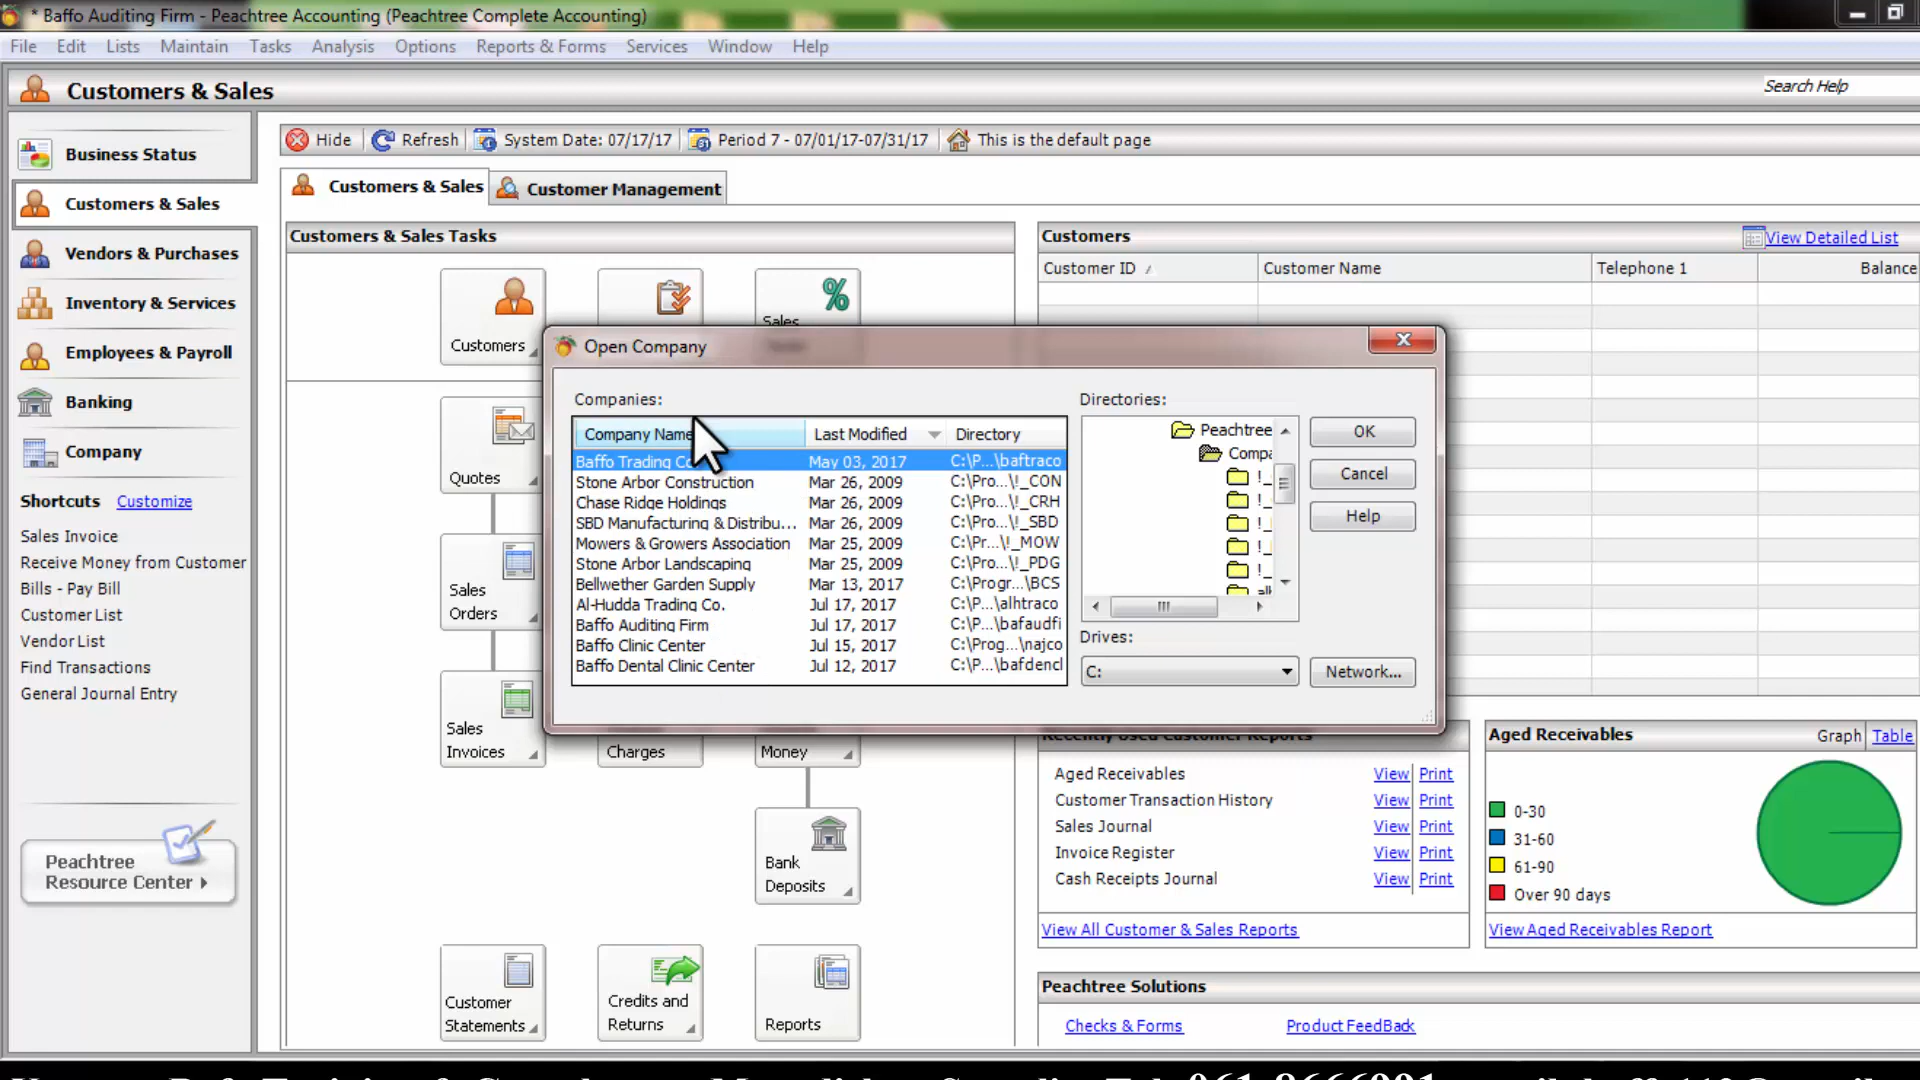 * Baffo Auditing Firm - Peachtree Accounting (Peachtree Complete Accounting)
File Edit Lists Maintain Tasks Analysis Options Reports & Forms Services Window Help
Customers & Sales
Search Help
Business Status
Customers & Sales
Vendors & Purchases
Inventory & Services
Employees & Payroll
Banking
Company
Shortcuts Customize
Sales Invoice
Receive Money from Customer
Bills - Pay Bill
Customer List
Vendor List
Find Transactions
General Journal Entry
Peachtree
Resource Center
Hide Refresh System Date: 07/17/17 Period 7 - 07/01/17-07/31/17 This is the default page
Customers & Sales Customer Management
Customers & Sales Tasks
Customers
Sales
Quotes
Sales
Orders
Sales
Invoices
Charges
Money
Bank
Deposits
Customer
Statements
Credits and
Returns
Reports
Customers View Detailed List
Customer ID Customer Name Telephone 1 Balance
Open Company
Companies:
Company Name Last Modified Directory
Baffo Trading May 03, 2017 C:\P...\baftraco
Stone Arbor Construction Mar 26, 2009 C:\Pro...\!_CON
Chase Ridge Holdings Mar 26, 2009 C:\Pro...\!_CRH
SBD Manufacturing & Distribu... Mar 26, 2009 C:\Pro...\!_SBD
Mowers & Growers Association Mar 25, 2009 C:\Pr...\!_MOW
Stone Arbor Landscaping Mar 25, 2009 C:\Pro...\!_PDG
Bellwether Garden Supply Mar 13, 2017 C:\Progr...\BCS
Al-Hudda Trading Co. Jul 17, 2017 C:\P...\alhtraco
Baffo Auditing Firm Jul 17, 2017 C:\P...\bafaudfi
Baffo Clinic Center Jul 15, 2017 C:\Prog...\najco
Baffo Dental Clinic Center Jul 12, 2017 C:\P...\bafdencl
Directories:
Peachtree
Compa
!_
!_
!_
Drives:
C:
OK
Cancel
Help
Network...
Recently Used Customer Reports
Aged Receivables View Print
Customer Transaction History View Print
Sales Journal View Print
Invoice Register View Print
Cash Receipts Journal View Print
View All Customer & Sales Reports
Aged Receivables Graph Table
0-30
31-60
61-90
Over 90 days
View Aged Receivables Report
Peachtree Solutions
Checks & Forms Product FeedBack